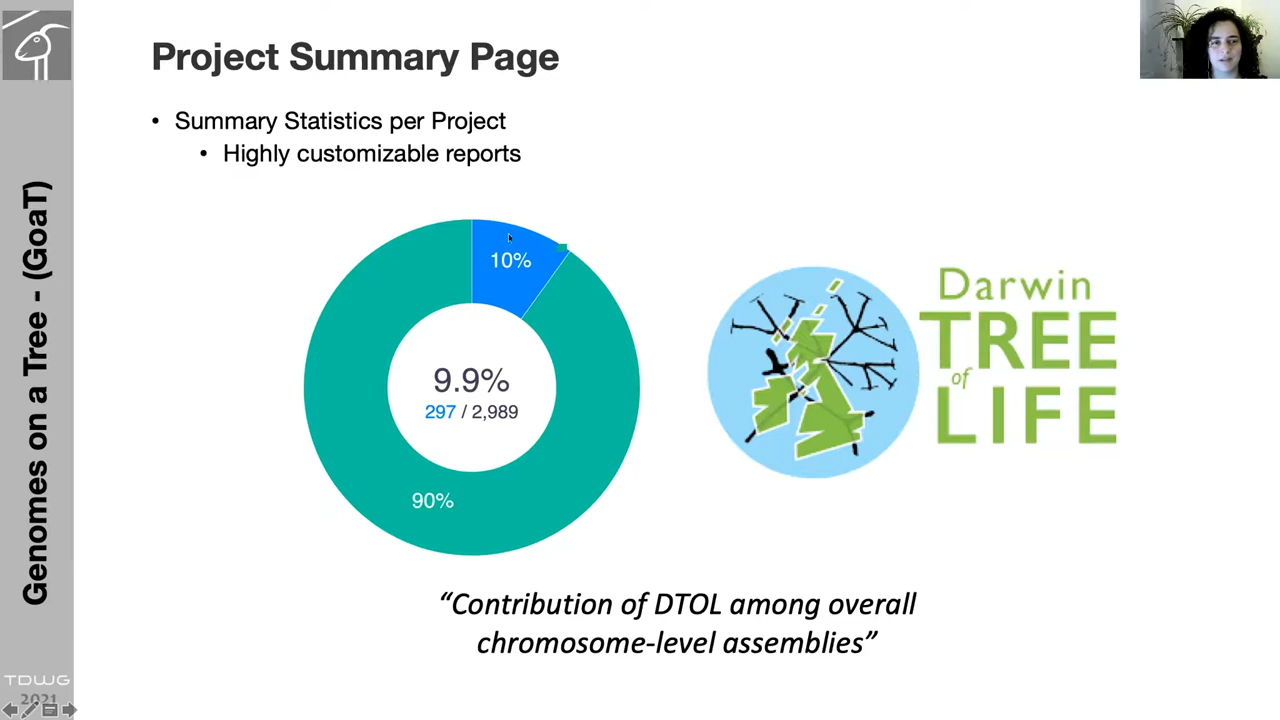 Project Summary Page
• Summary Statistics per Project
• Highly customizable reports
10%
9.9%
297 / 2,989
90%
Darwin
TREE
of
LIFE
“Contribution of DTOL among overall
chromosome-level assemblies”
Genomes on a Tree - (GoaT)
TDWG
2021